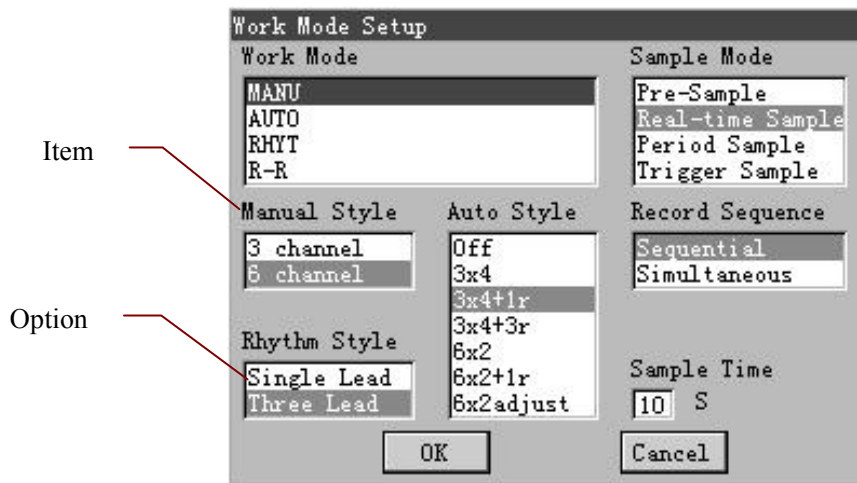 Work Mode Setup
Work Mode
MANU
AUTO
RHYT
R-R
Sample Mode
Pre-Sample
Real-time Sample
Period Sample
Trigger Sample
Item
Manual Style
3 channel
6 channel
Auto Style
Off
3x4
3x4+1r
3x4+3r
6x2
6x2+1r
6x2adjust
Record Sequence
Sequential
Simultaneous
Option
Rhythm Style
Single Lead
Three Lead
Sample Time
10 S
OK
Cancel